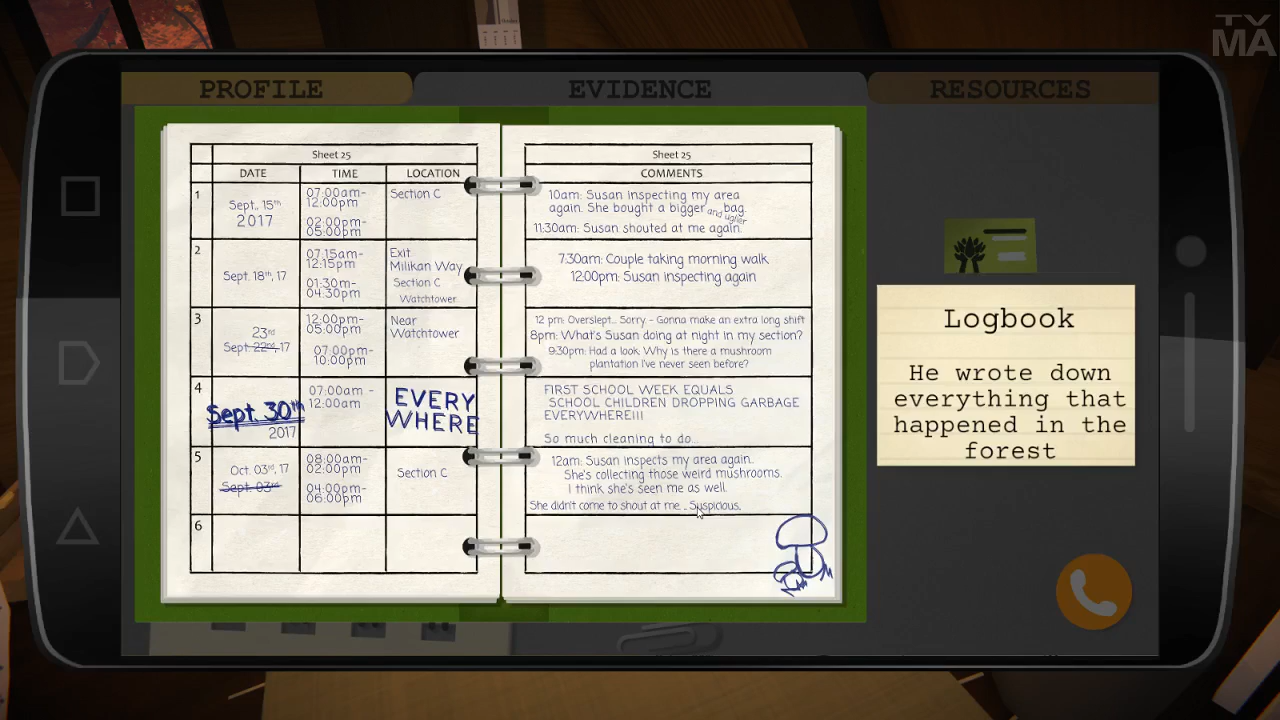 TV
MA
PROFILE
EVIDENCE
RESOURCES
Sheet 25
DATE
TIME
LOCATION
1
Sept., 15th
2017
07:00am-
12:00pm
02:00pm-
05:00pm
Section C
2
Sept. 18th, 17
07.15am-
12:15pm
01:30m-
04:30pm
Exit
Milikan Way
Section C
Watchtower
3
23rd
Sept. 22nd, 17
12:00pm-
05:00pm
07:00pm-
10:00pm
Near
Watchtower
4
Sept. 30th
2017
07:00am -
12:00am
EVERY
WHERE
5
Oct. 03rd, 17
Sept. 03rd
08:00am-
02:00pm
04:00pm-
06:00pm
Section C
6
Sheet 25
COMMENTS
10am: Susan inspecting my area
again. She bought a bigger and uglier bag.
11:30am: Susan shouted at me again.
7.30am: Couple taking morning walk
12:00pm: Susan inspecting again
12 pm: Overslept... Sorry. - Gonna make an extra long shift
8pm: What's Susan doing at night in my section?
9:30pm: Had a look. Why is there a mushroom
plantation I've never seen before?
FIRST SCHOOL WEEK EQUALS
SCHOOL CHILDREN DROPPING GARBAGE
EVERYWHERE!!!
So much cleaning to do...
12am: Susan inspects my area again.
She's collecting those weird mushrooms.
I think she's seen me as well.
She didn't come to shout at me... Suspicious.
Logbook
He wrote down
everything that
happened in the
forest